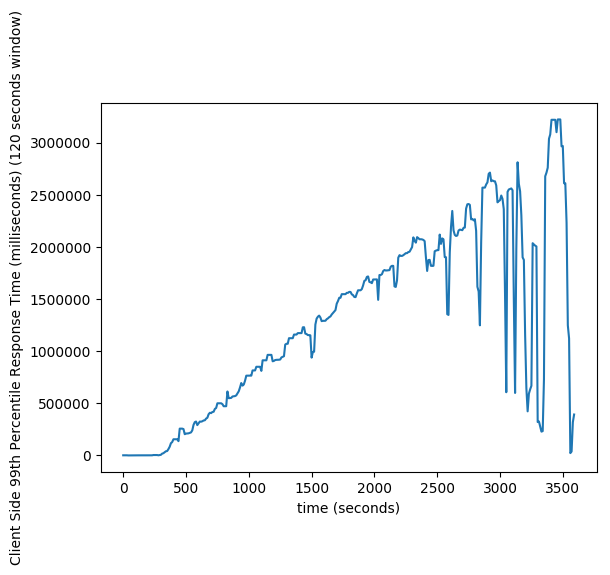 Client Side 99th Percentile Response Time (milliseconds) (120 seconds window)
3000000
2500000
2000000
1500000
1000000
500000
0
0 500 1000 1500 2000 2500 3000 3500
time (seconds)